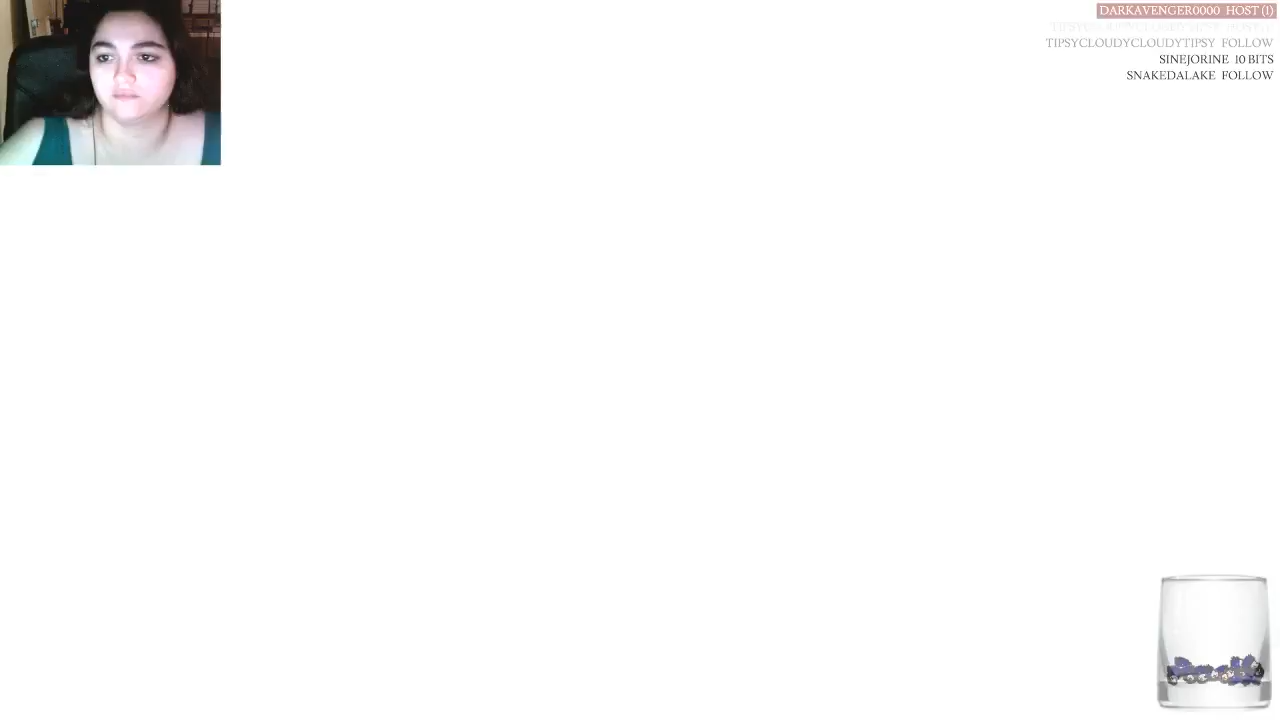 DARKAVENGER0000 HOST (1)
TIPSYCLOUDYCLOUDYTIPSY FOLLOW
SINEJORINE 10 BITS
SNAKEDALAKE FOLLOW